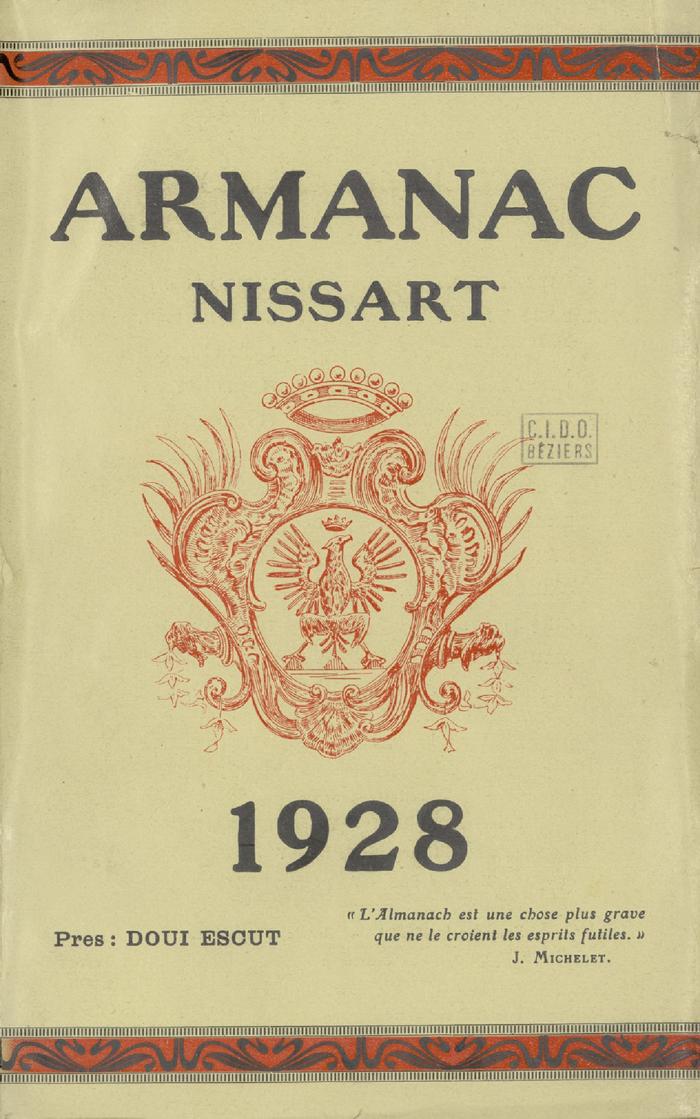 ARMANAC
NISSART
C.I.D.O.
BÉZIERS
1928
Pres : DOUI ESCUT
« L'Almanach est une chose plus grave
que ne le croient les esprits futiles. »
J. MICHELET.